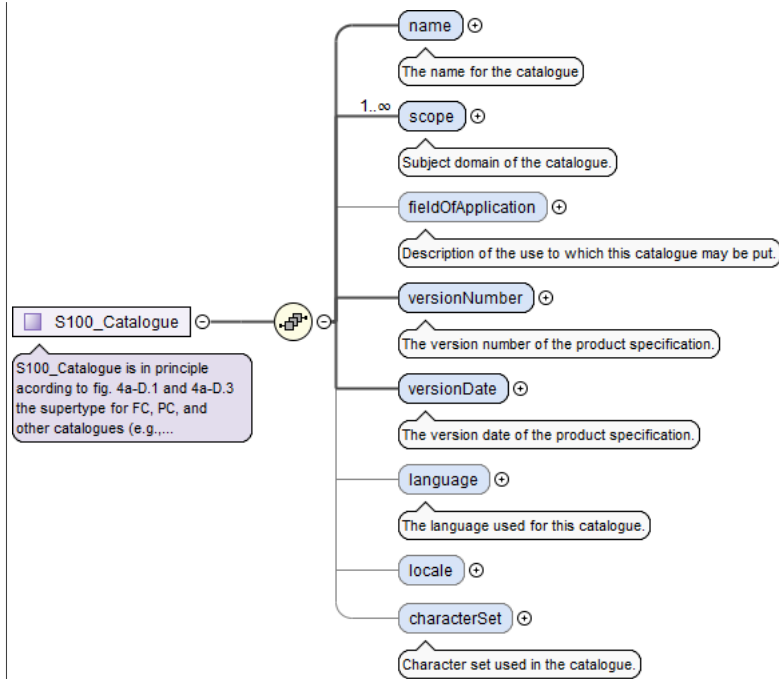 name
The name for the catalogue
1..∞
scope
Subject domain of the catalogue.
fieldOfApplication
Description of the use to which this catalogue may be put.
versionNumber
The version number of the product specification.
S100_Catalogue
S100_Catalogue is in principle
acording to fig. 4a-D.1 and 4a-D.3
the supertype for FC, PC, and
other catalogues (e.g.,...
versionDate
The version date of the product specification.
language
The language used for this catalogue.
locale
characterSet
Character set used in the catalogue.